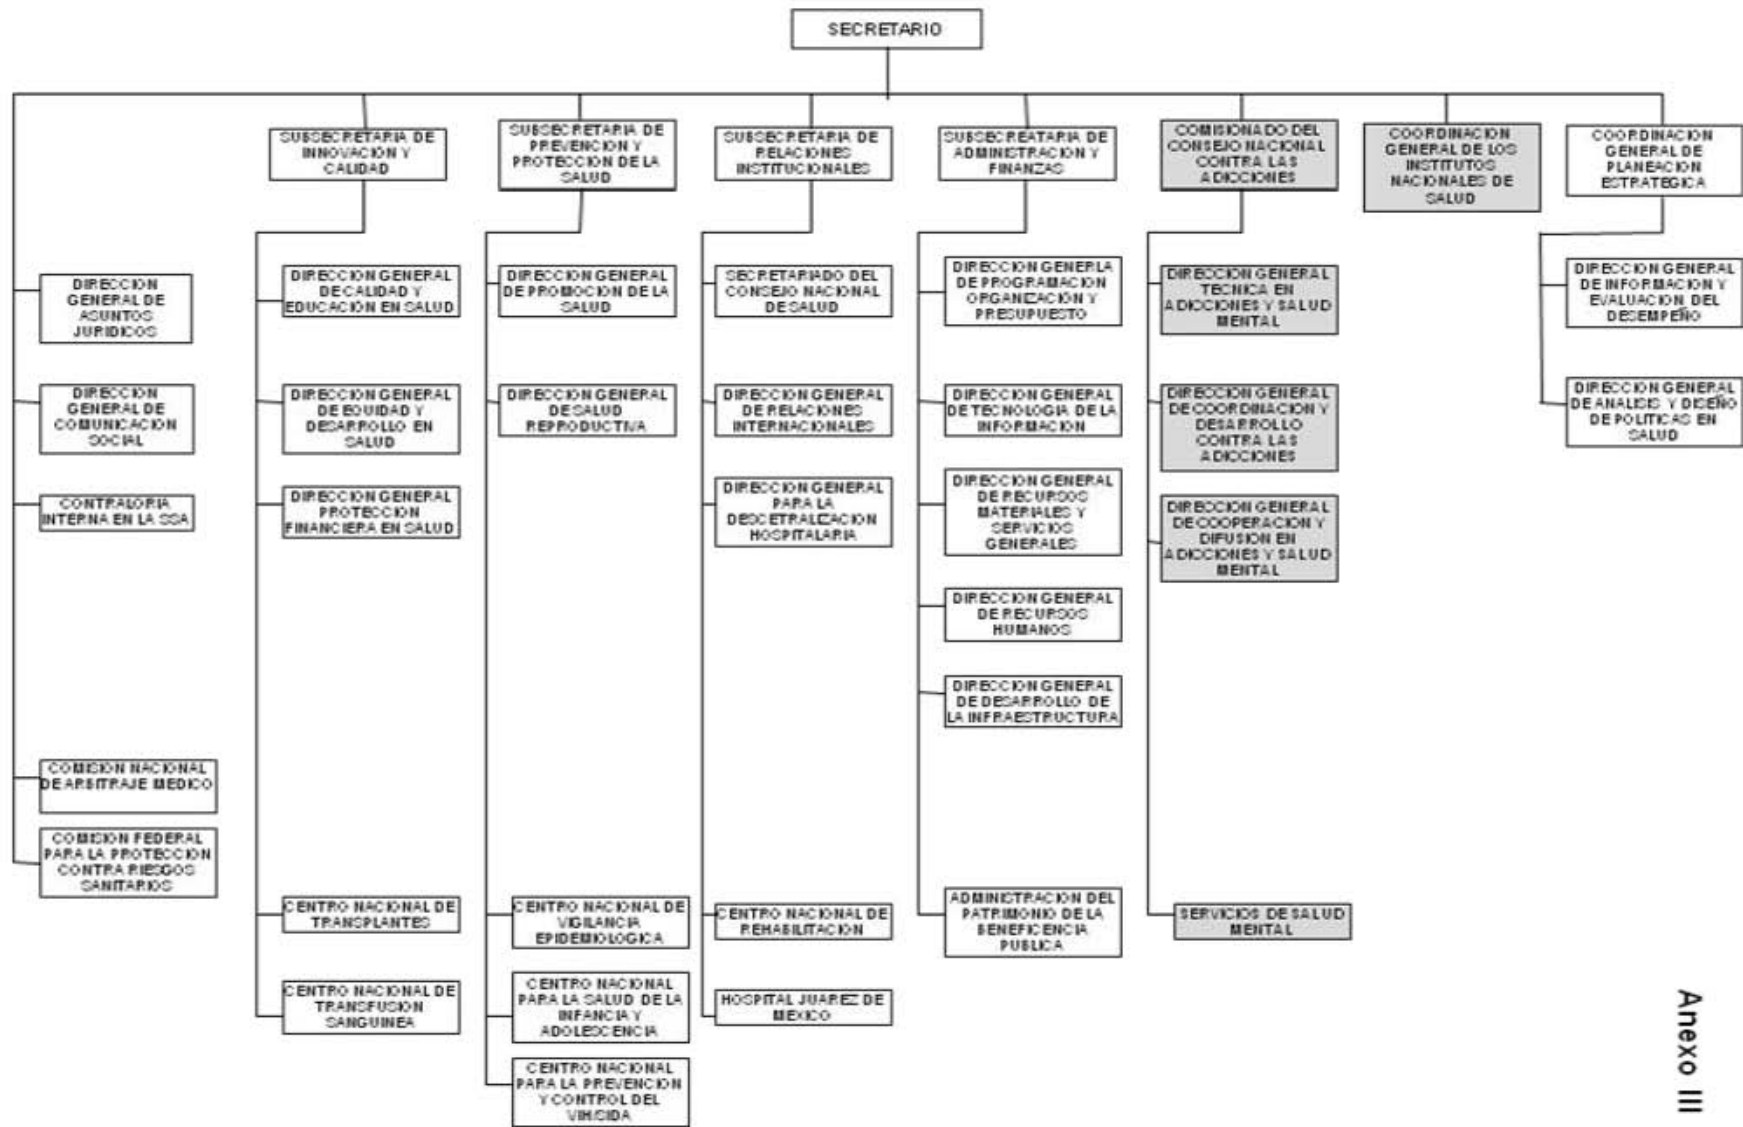 SECRETARIO
SUBSECRETARIA DE
INNOVACION Y
CALIDAD
SUBSECRETARIA DE
PREVENCION Y
PROTECCION DE LA
SALUD
SUBSECRETARIA DE
RELACIONES
INSTITUCIONALES
SUBSECREATARIA DE
ADMINISTRACION Y
FINANZAS
COMISIONADO DEL
CONSEJO NACIONAL
CONTRA LAS
ADICCIONES
COORDINACION
GENERAL DE LOS
INSTITUTOS
NACIONALES DE
SALUD
COORDINACION
GENERAL DE
PLANEACION
ESTRATEGICA
DIRECCION
GENERAL DE
ASUNTOS
JURIDICOS
DIRECCION
GENERAL DE
COMUNICACION
SOCIAL
CONTRALORIA
INTERNA EN LA SSA
COMISION NACIONAL
DE ARBITRAJE MEDICO
COMISION FEDERAL
PARA LA PROTECCION
CONTRA RIESGOS
SANITARIOS
DIRECCION GENERAL
DE CALIDAD Y
EDUCACION EN SALUD
DIRECCION GENERAL
DE EQUIDAD Y
DESARROLLO EN
SALUD
DIRECCION GENERAL
PROTECCION
FINANCIERA EN SALUD
CENTRO NACIONAL DE
TRANSPLANTES
CENTRO NACIONAL DE
TRANSFUSION
SANGUINEA
DIRECCION GENERAL
DE PROMOCION DE LA
SALUD
DIRECCION GENERAL
DE SALUD
REPRODUCTIVA
CENTRO NACIONAL DE
VIGILANCIA
EPIDEMIOLOGICA
CENTRO NACIONAL
PARA LA SALUD DE LA
INFANCIA Y
ADOLESCENCIA
CENTRO NACIONAL
PARA LA PREVENCION
Y CONTROL DEL
VIH/SIDA
SECRETARIADO DEL
CONSEJO NACIONAL
DE SALUD
DIRECCION GENERAL
DE RELACIONES
INTERNACIONALES
DIRECCION GENERAL
PARA LA
DESCETRALIZACION
HOSPITALARIA
CENTRO NACIONAL DE
REHABILITACION
HOSPITAL JUAREZ DE
MEXICO
DIRECCION GENERLA
DE PROGRAMACION
ORGANIZACION Y
PRESUPUESTO
DIRECCION GENERAL
DE TECNOLOGIA DE LA
INFORMACION
DIRECCION GENERAL
DE RECURSOS
MATERIALES Y
SERVICIOS
GENERALES
DIRECCION GENERAL
DE RECURSOS
HUMANOS
DIRECCION GENERAL
DE DESARROLLO DE
LA INFRAESTRUCTURA
ADMINISTRACION DEL
PATRIMONIO DE LA
BENEFICENCIA
PUBLICA
DIRECCION GENERAL
TECNICA EN
ADICCIONES Y SALUD
MENTAL
DIRECCION GENERAL
DE COORDINACION Y
DESARROLLO
CONTRA LAS
ADICCIONES
DIRECCION GENERAL
DE COOPERACION Y
DIFUSION EN
ADICCIONES Y SALUD
MENTAL
SERVICIOS DE SALUD
MENTAL
DIRECCION GENERAL
DE INFORMACION Y
EVALUACION DEL
DESEMPEÑO
DIRECCION GENERAL
DE ANALISIS Y DISEÑO
DE POLITICAS EN
SALUD
Anexo III